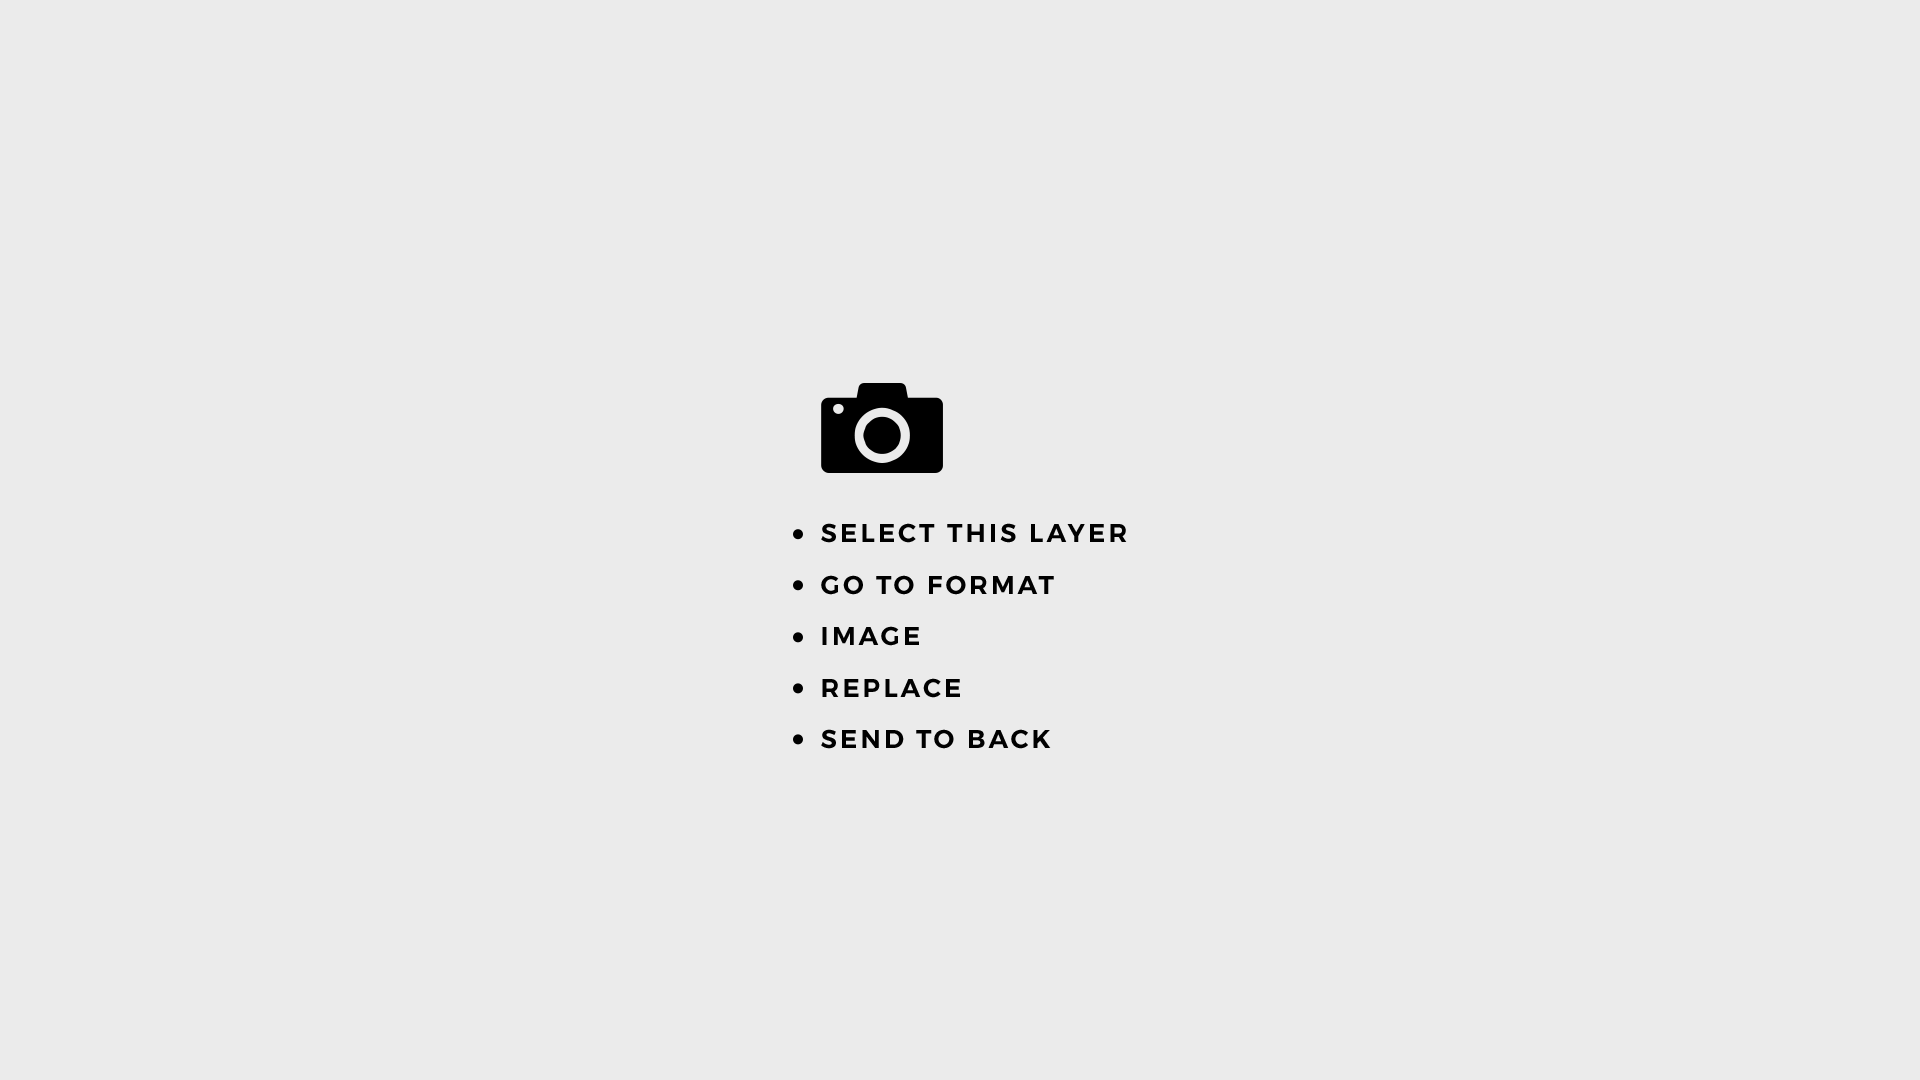 • SELECT THIS LAYER
• GO TO FORMAT
• IMAGE
• REPLACE
• SEND TO BACK